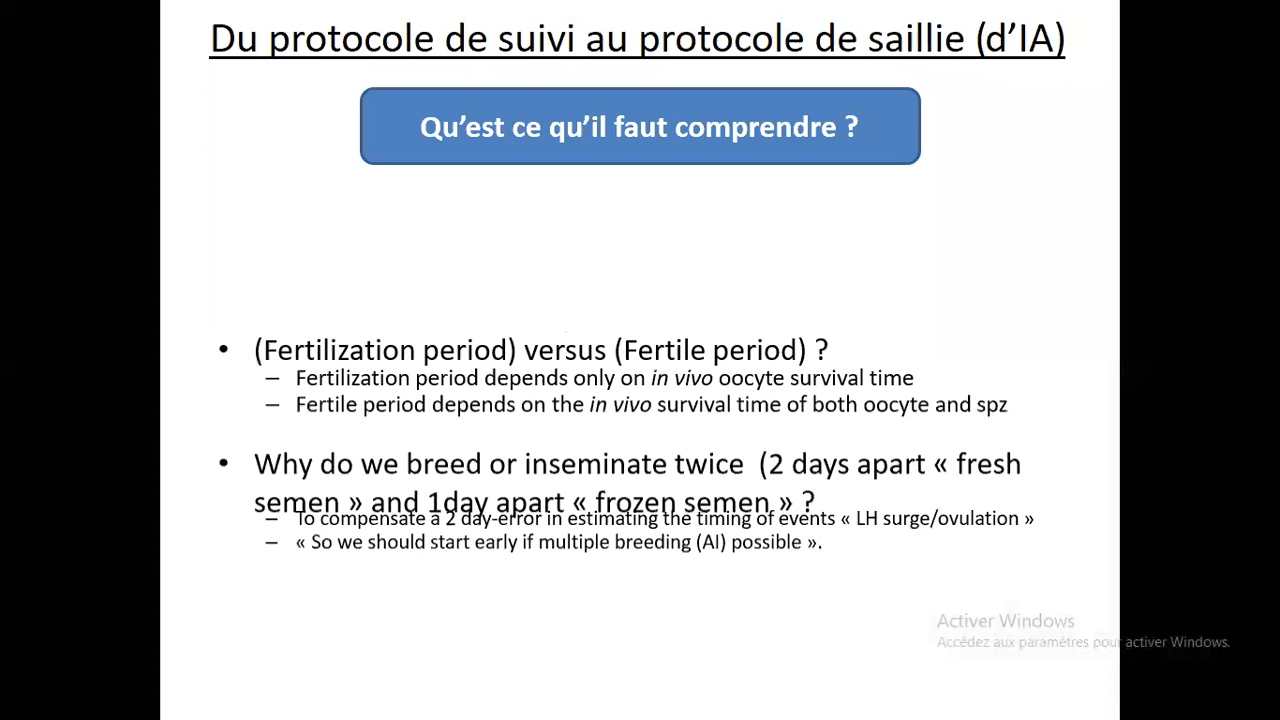 Du protocole de suivi au protocole de saillie (d’IA)
Qu’est ce qu’il faut comprendre ?
• (Fertilization period) versus (Fertile period) ?
– Fertilization period depends only on in vivo oocyte survival time
– Fertile period depends on the in vivo survival time of both oocyte and spz
• Why do we breed or inseminate twice (2 days apart « fresh
semen » and 1day apart « frozen semen » ?
– To compensate a 2 day-error in estimating the timing of events « LH surge/ovulation »
– « So we should start early if multiple breeding (AI) possible ».
Activer Windows
Accédez aux paramètres pour activer Windows.